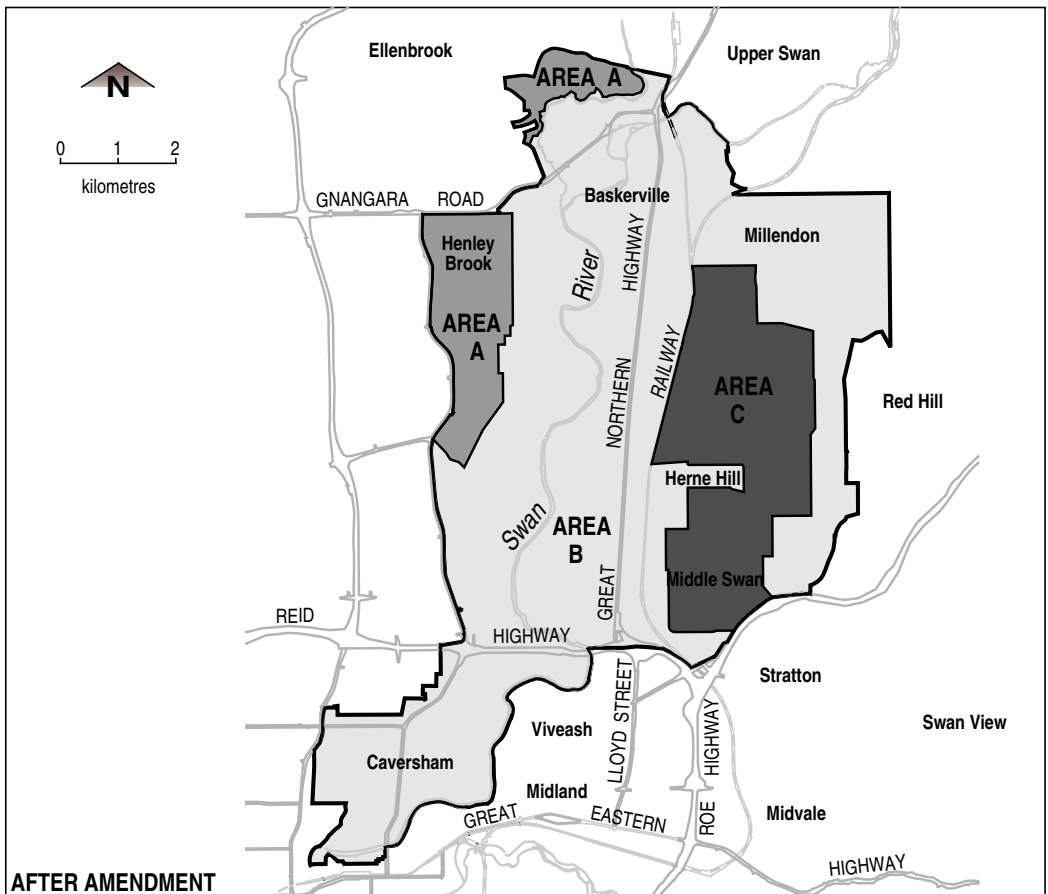 Ellenbrook
Upper Swan
AREA A
N
0 1 2
kilometres
GNANGARA ROAD
Baskerville
Henley
Brook
Millendon
River
HIGHWAY
AREA
A
RAILWAY
NORTHERN
AREA
C
Red Hill
Herne Hill
Swan
AREA
B
Middle Swan
GREAT
REID
HIGHWAY
Stratton
LLOYD STREET
Swan View
Viveash
HIGHWAY
Caversham
Midland
GREAT EASTERN
ROE
Midvale
HIGHWAY
AFTER AMENDMENT